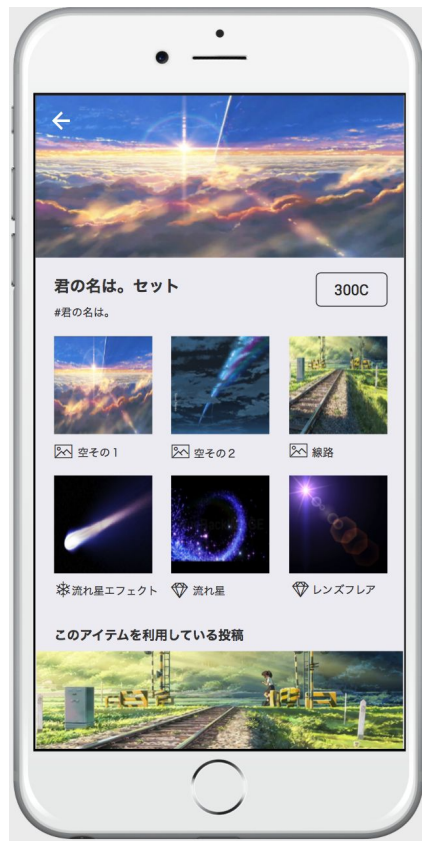 君の名は。セット
300C
#君の名は。
空その1
空その2
線路
流れ星エフェクト
流れ星
レンズフレア
このアイテムを利用している投稿